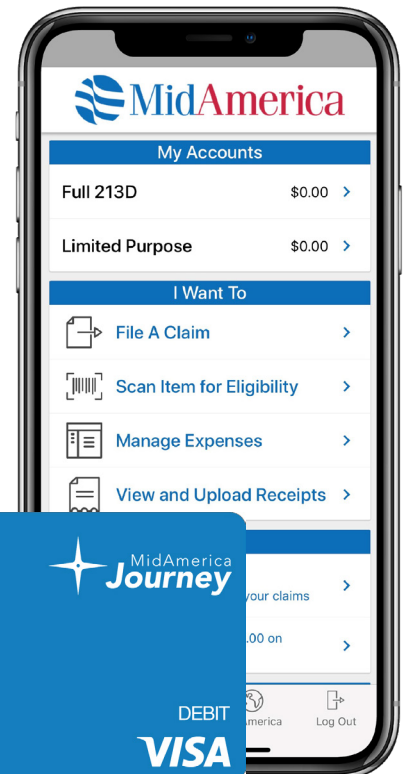 MidAmerica
My Accounts
Full 213D $0.00
Limited Purpose $0.00
I Want To
File A Claim
Scan Item for Eligibility
Manage Expenses
View and Upload Receipts
your claims
.00 on
America Log Out
MidAmerica
Journey
DEBIT
VISA